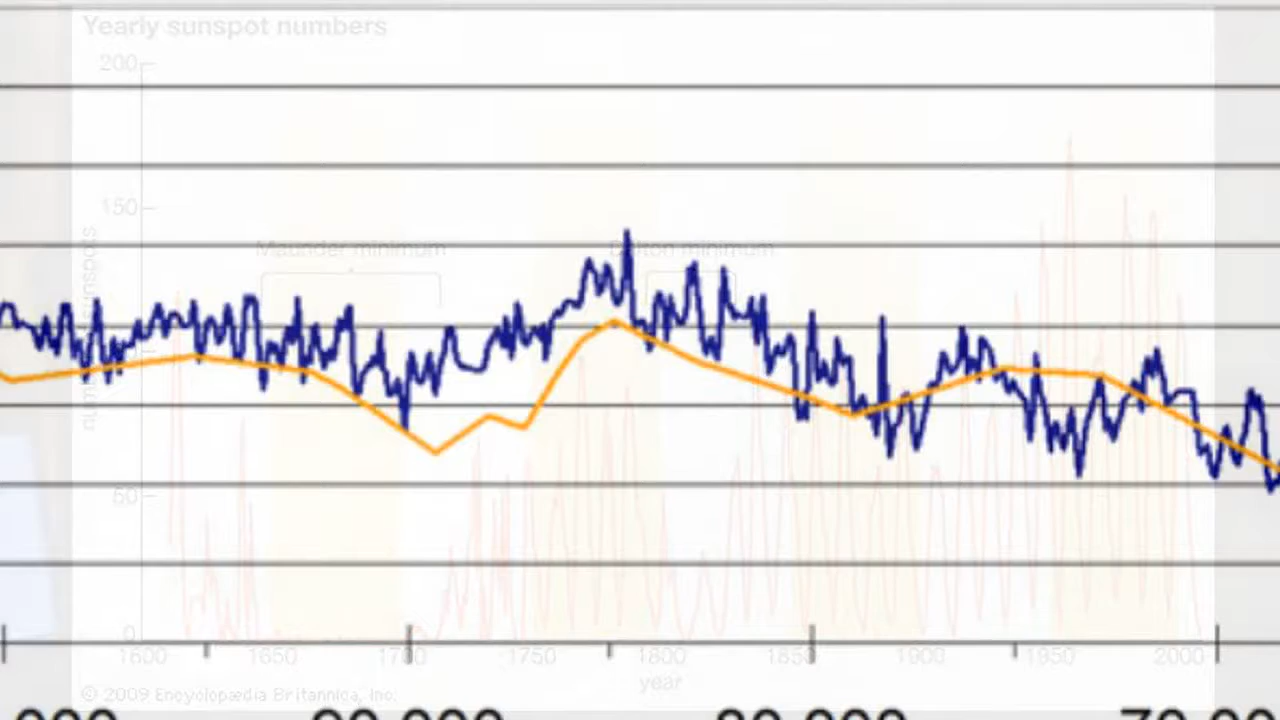 Yearly sunspot numbers
200
150
Maunder minimum
Dalton minimum
50
0
1600 1650 1700 1750 1800 1850 1900 1950 2000
year
© 2009 Encyclopædia Britannica, Inc.